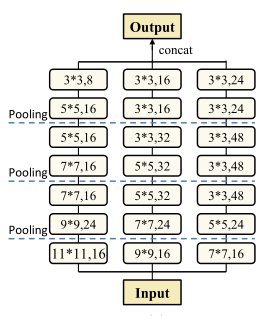 Output
concat
3*3,8 3*3,16 3*3,24
5*5,16 3*3,16 3*3,24
Pooling
5*5,16 3*3,32 3*3,48
7*7,16 5*5,32 3*3,48
Pooling
7*7,16 5*5,32 3*3,48
9*9,24 7*7,24 5*5,24
Pooling
11*11,16 9*9,16 7*7,16
Input